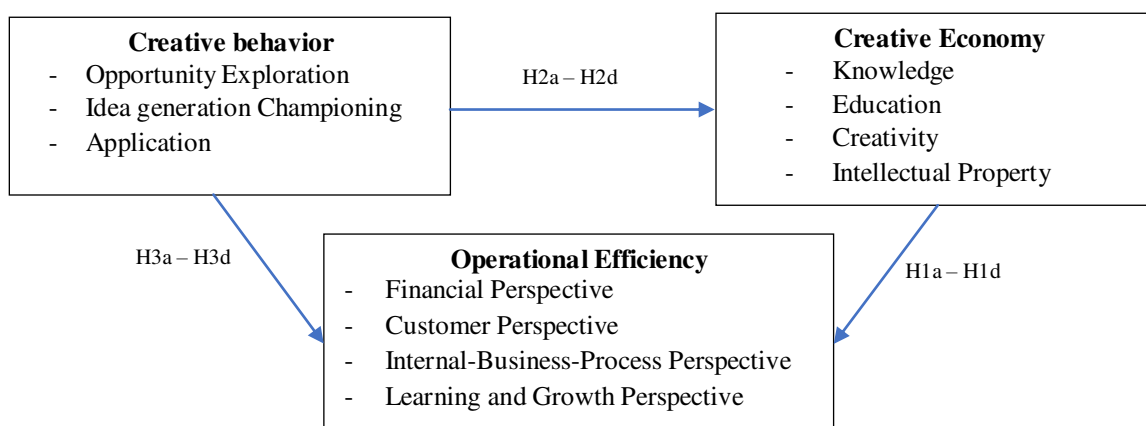 Creative behavior
- Opportunity Exploration
- Idea generation Championing
- Application
H2a – H2d
Creative Economy
- Knowledge
- Education
- Creativity
- Intellectual Property
H3a – H3d
H1a – H1d
Operational Efficiency
- Financial Perspective
- Customer Perspective
- Internal-Business-Process Perspective
- Learning and Growth Perspective